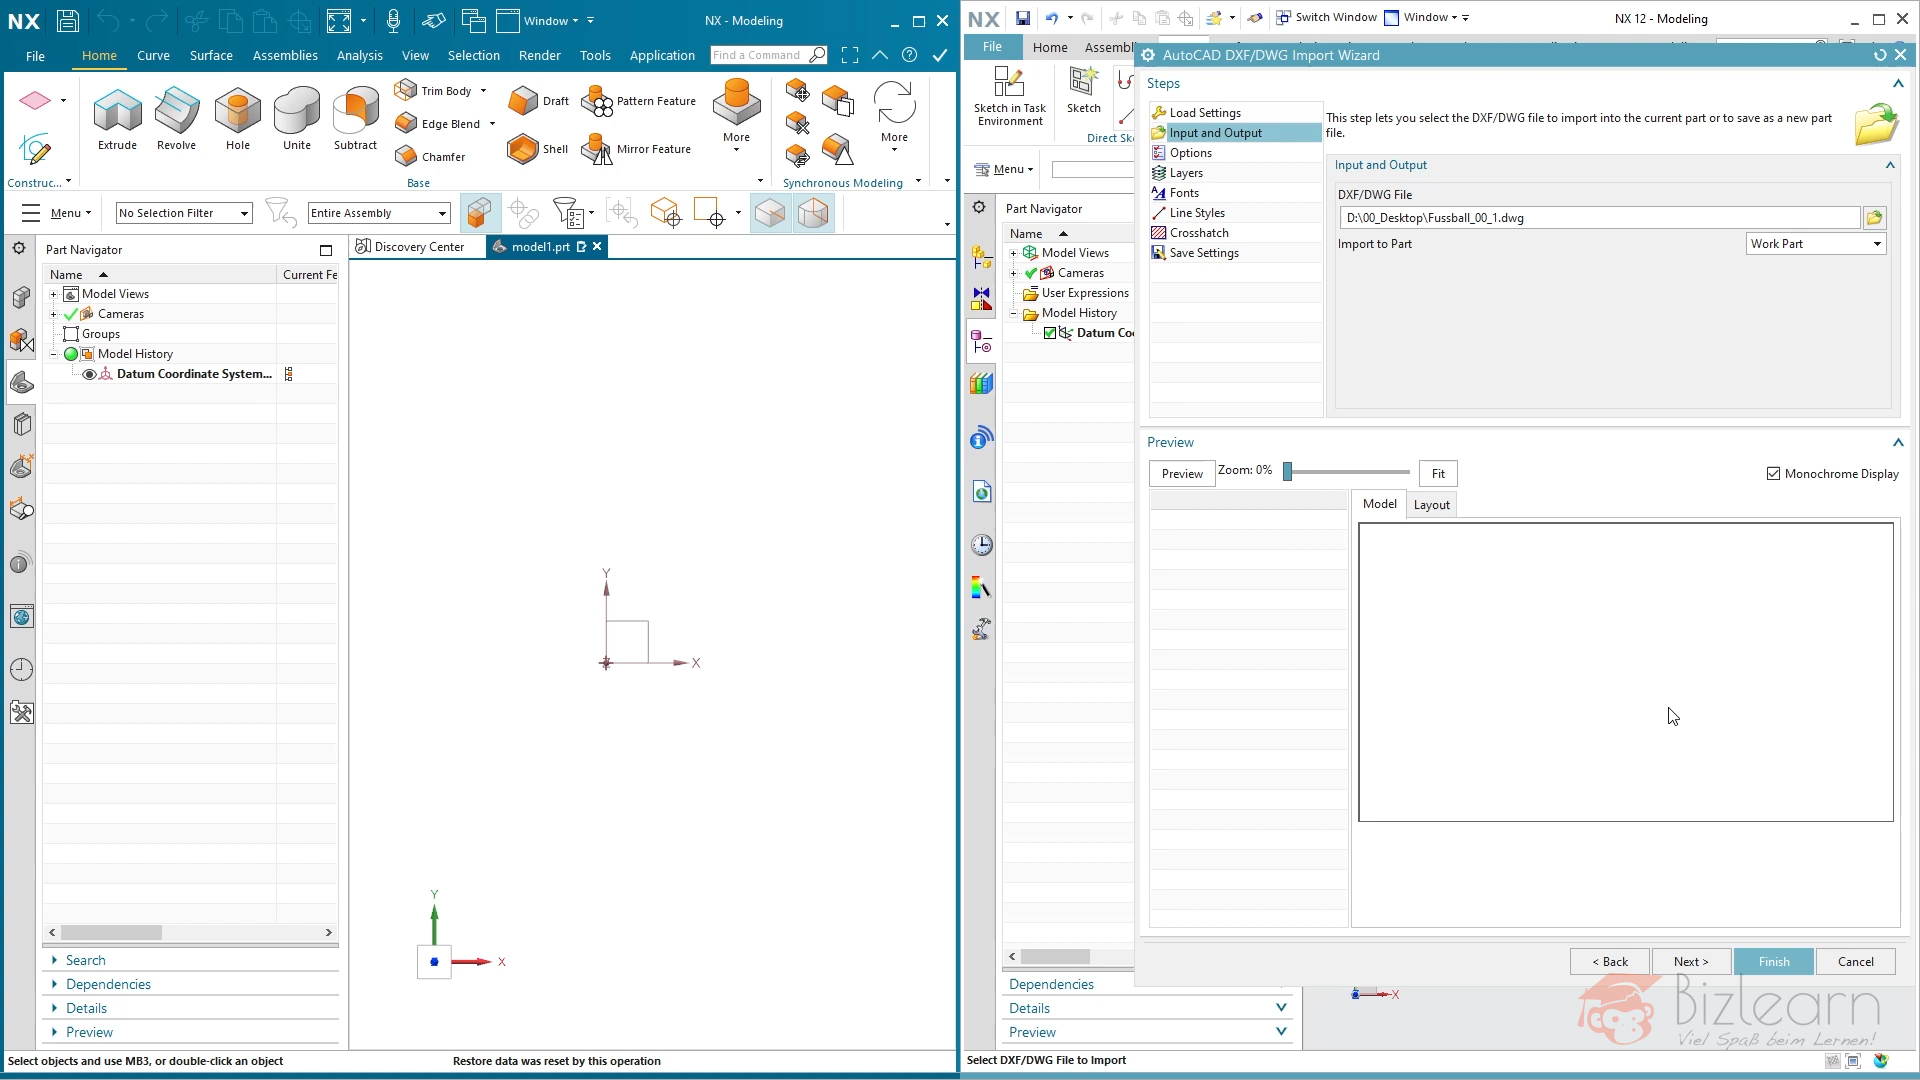 NX
Window
NX - Modeling
File
Home
Curve
Surface
Assemblies
Analysis
View
Selection
Render
Tools
Application
Find a Command
Extrude
Revolve
Hole
Unite
Subtract
Trim Body
Edge Blend
Chamfer
Draft
Shell
Pattern Feature
Mirror Feature
More
More
Construc...
Base
Synchronous Modeling
Menu
No Selection Filter
Entire Assembly
Part Navigator
Discovery Center
model1.prt
Name
Current Fe
Model Views
Cameras
Groups
Model History
Datum Coordinate System...
Y
X
Y
X
Search
Dependencies
Details
Preview
Select objects and use MB3, or double-click an object
Restore data was reset by this operation
NX
Switch Window
Window
NX 12 - Modeling
File
Home
Assembl
Sketch in Task
Environment
Sketch
Direct Sk
Menu
Part Navigator
Name
Model Views
Cameras
User Expressions
Model History
Datum Coo
Dependencies
Details
Preview
Select DXF/DWG File to Import
AutoCAD DXF/DWG Import Wizard
Steps
Load Settings
Input and Output
Options
Layers
Fonts
Line Styles
Crosshatch
Save Settings
This step lets you select the DXF/DWG file to import into the current part or to save as a new part
file.
Input and Output
DXF/DWG File
D:\00_Desktop\Fussball_00_1.dwg
Import to Part
Work Part
Preview
Preview
Zoom: 0%
Fit
Monochrome Display
Model
Layout
< Back
Next >
Finish
Cancel
X
Bizlearn
Viel Spaß beim Lernen!